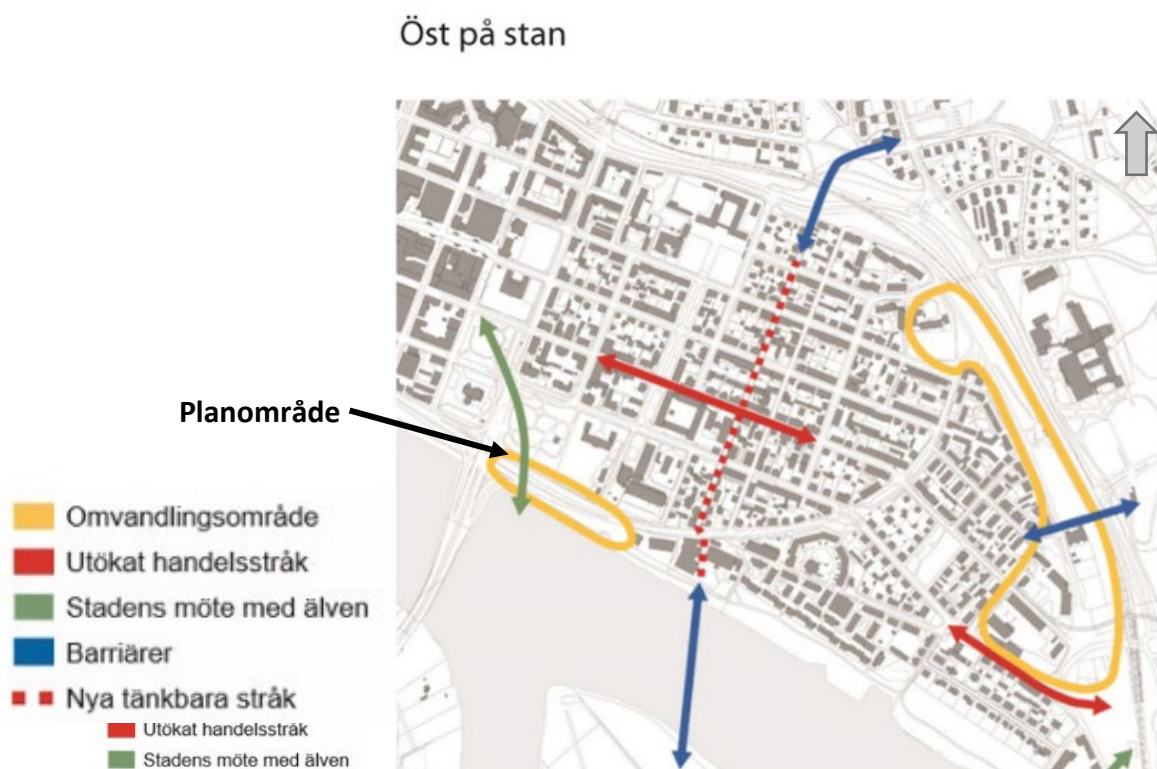 Öst på stan
Planområde
Omvandlingsområde
Utökat handelsstråk
Stadens möte med älven
Barriärer
Nya tänkbara stråk
Utökat handelsstråk
Stadens möte med älven